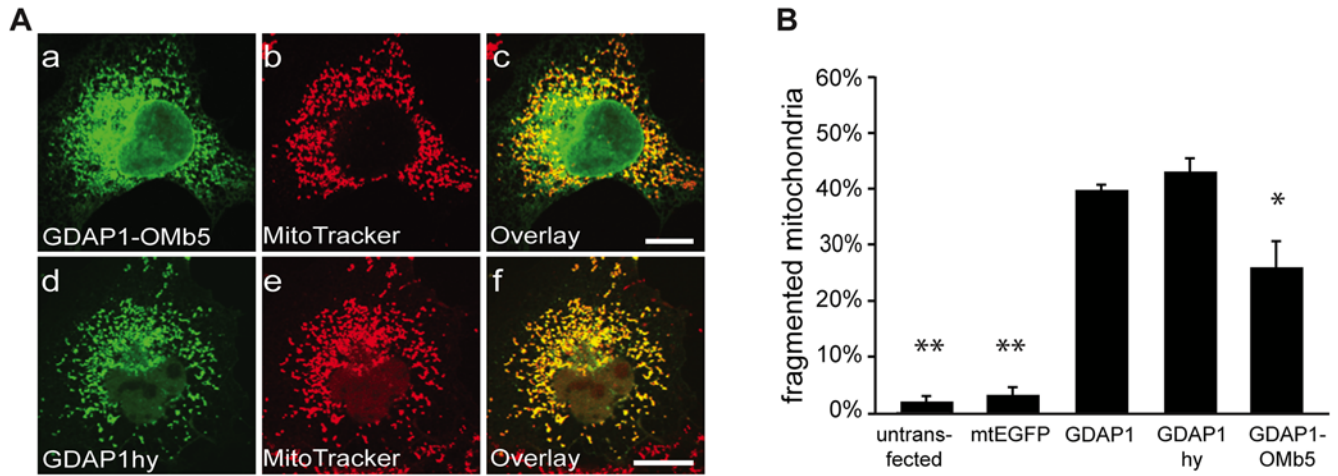 A
a
b
c
GDAP1-OMb5
MitoTracker
Overlay
d
e
f
GDAP1hy
MitoTracker
Overlay
B
fragmented mitochondria
60%
50%
40%
30%
20%
10%
0%
**
**
*
untrans-
fected
mtEGFP
GDAP1
GDAP1
hy
GDAP1-
OMb5